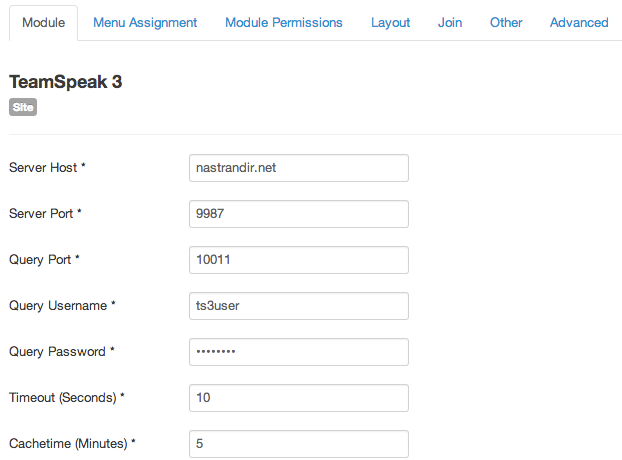 Module Menu Assignment Module Permissions Layout Join Other Advanced
TeamSpeak 3
Site
Server Host * nastrandir.net
Server Port * 9987
Query Port * 10011
Query Username * ts3user
Query Password * ••••••••
Timeout (Seconds) * 10
Cachetime (Minutes) * 5